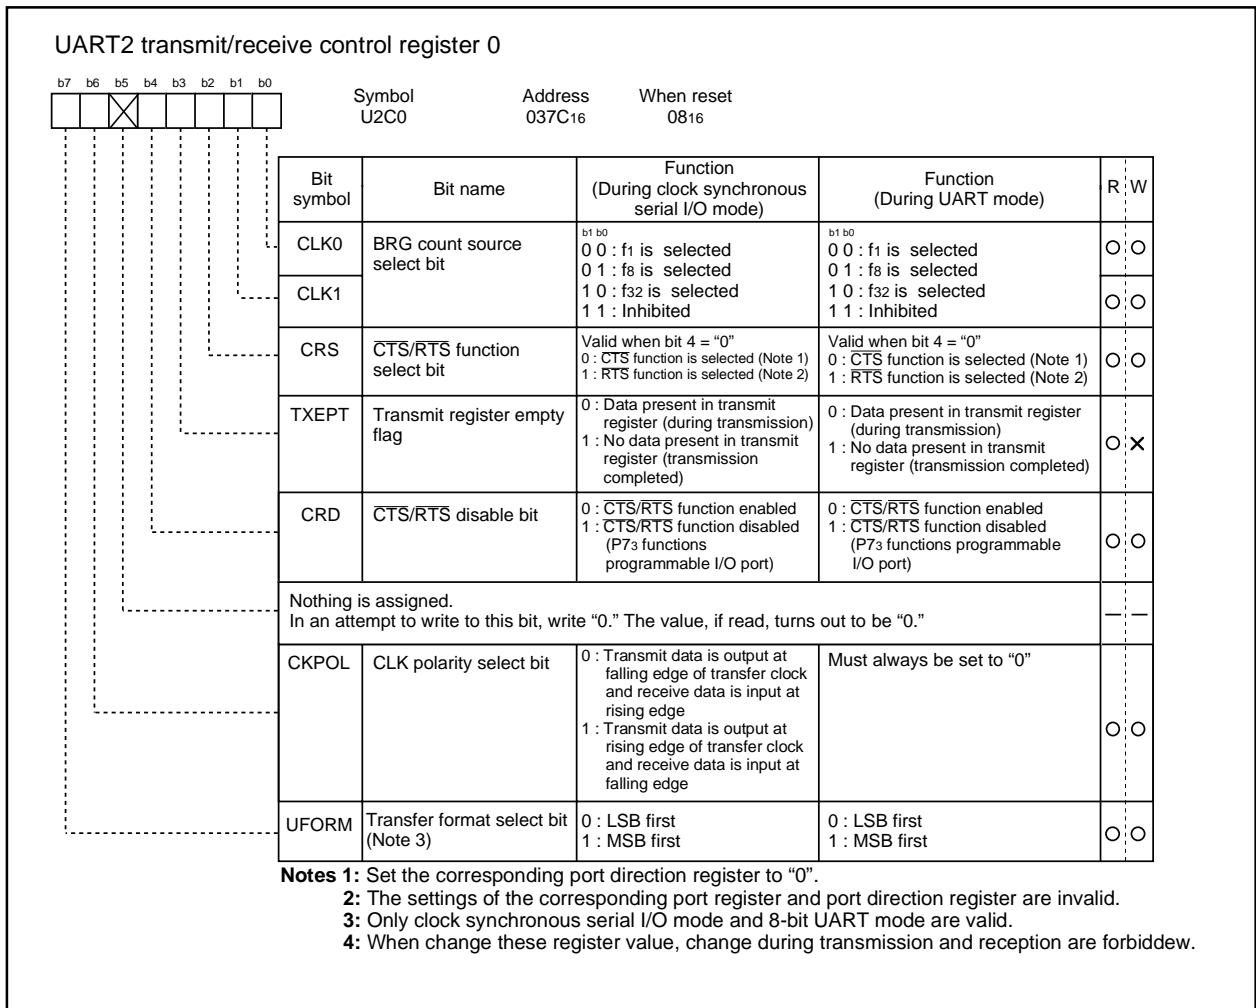 UART2 transmit/receive control register 0
b7 b6 b5 b4 b3 b2 b1 b0
Symbol Address When reset
U2C0 037C16 0816
Bit symbol
Bit name
Function
(During clock synchronous
serial I/O mode)
Function
(During UART mode)
R W
CLK0
CLK1
BRG count source
select bit
b1 b0
0 0 : f1 is selected
0 1 : f8 is selected
1 0 : f32 is selected
1 1 : Inhibited
b1 b0
0 0 : f1 is selected
0 1 : f8 is selected
1 0 : f32 is selected
1 1 : Inhibited
CRS
CTS/RTS function
select bit
Valid when bit 4 = “0”
0 : CTS function is selected (Note 1)
1 : RTS function is selected (Note 2)
Valid when bit 4 = “0”
0 : CTS function is selected (Note 1)
1 : RTS function is selected (Note 2)
TXEPT
Transmit register empty
flag
0 : Data present in transmit
register (during transmission)
1 : No data present in transmit
register (transmission
completed)
0 : Data present in transmit register
(during transmission)
1 : No data present in transmit
register (transmission completed)
CRD
CTS/RTS disable bit
0 : CTS/RTS function enabled
1 : CTS/RTS function disabled
(P73 functions
programmable I/O port)
0 : CTS/RTS function enabled
1 : CTS/RTS function disabled
(P73 functions programmable
I/O port)
Nothing is assigned.
In an attempt to write to this bit, write “0.” The value, if read, turns out to be “0.”
CKPOL
CLK polarity select bit
0 : Transmit data is output at
falling edge of transfer clock
and receive data is input at
rising edge
1 : Transmit data is output at
rising edge of transfer clock
and receive data is input at
falling edge
Must always be set to “0”
UFORM
Transfer format select bit
(Note 3)
0 : LSB first
1 : MSB first
0 : LSB first
1 : MSB first
Notes 1: Set the corresponding port direction register to “0”.
2: The settings of the corresponding port register and port direction register are invalid.
3: Only clock synchronous serial I/O mode and 8-bit UART mode are valid.
4: When change these register value, change during transmission and reception are forbiddew.